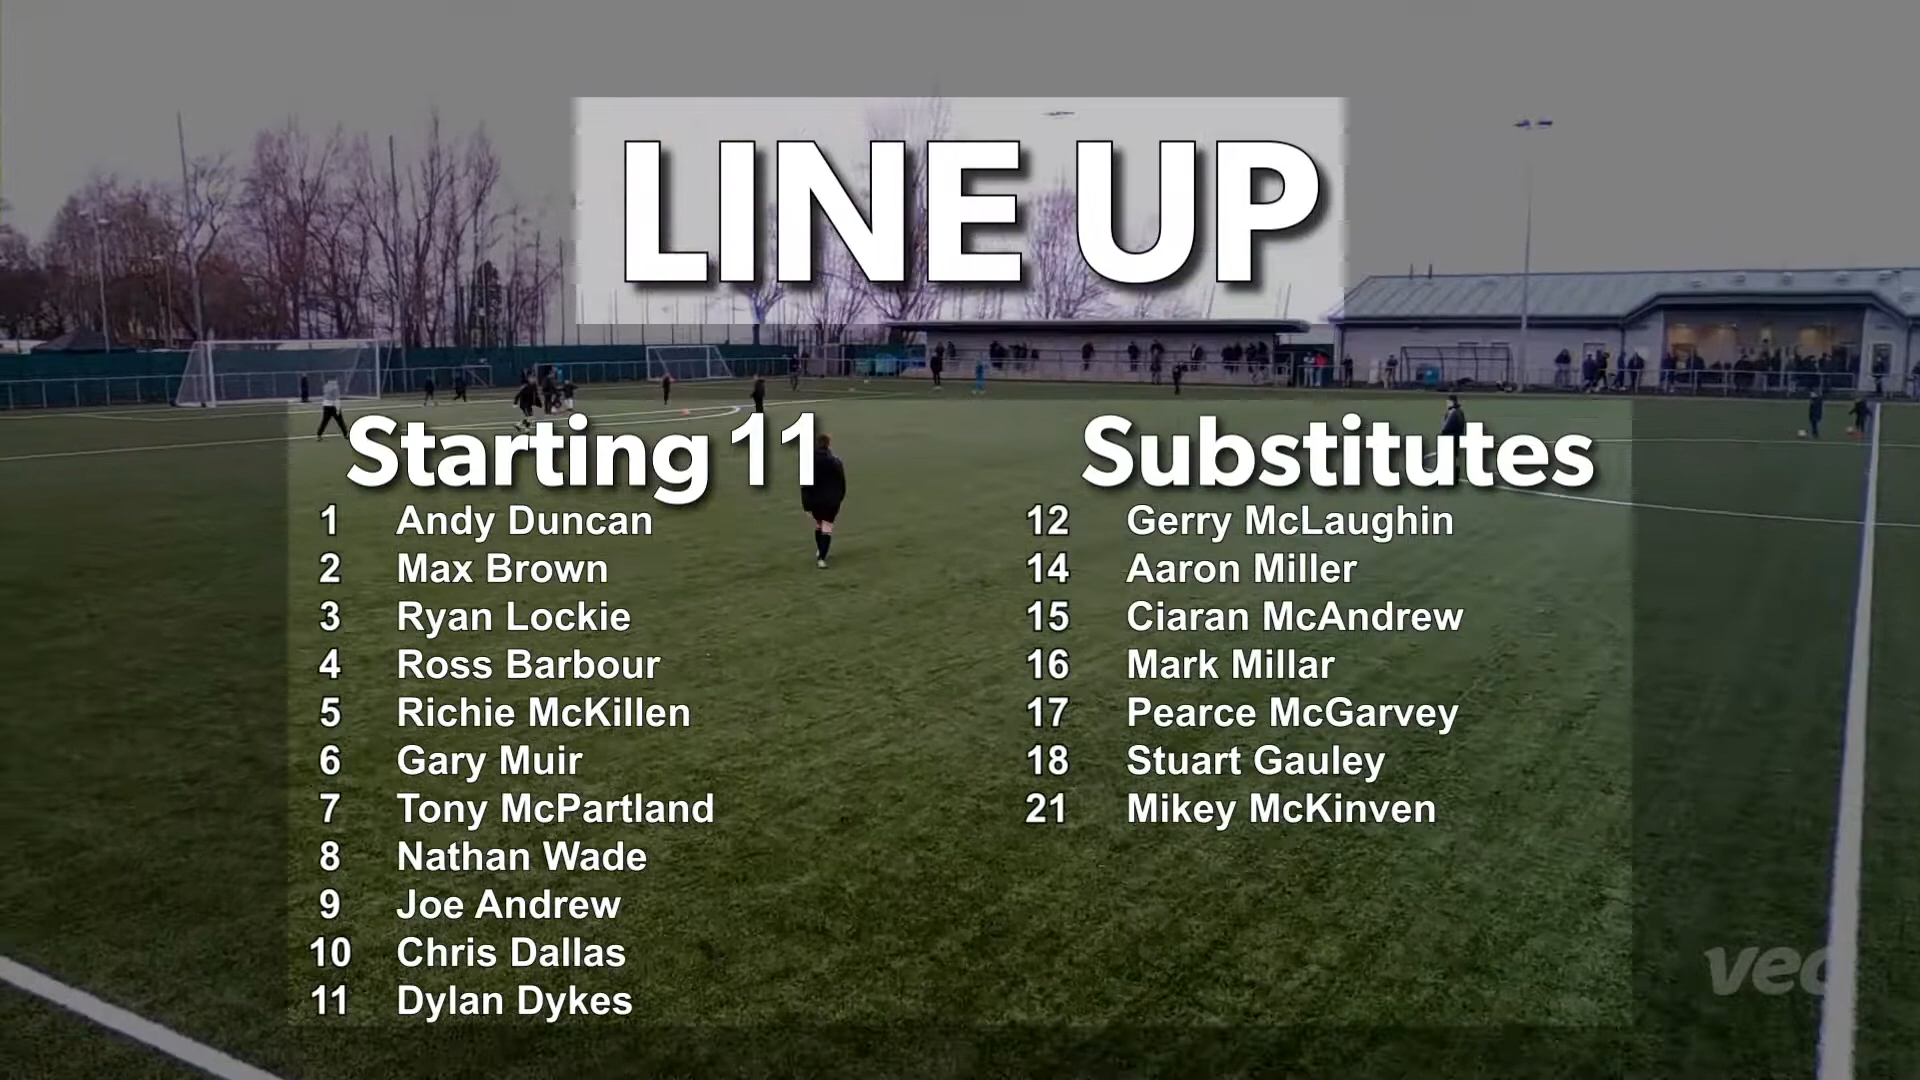 LINE UP
Starting 11
1 Andy Duncan
2 Max Brown
3 Ryan Lockie
4 Ross Barbour
5 Richie McKillen
6 Gary Muir
7 Tony McPartland
8 Nathan Wade
9 Joe Andrew
10 Chris Dallas
11 Dylan Dykes
Substitutes
12 Gerry McLaughin
14 Aaron Miller
15 Ciaran McAndrew
16 Mark Millar
17 Pearce McGarvey
18 Stuart Gauley
21 Mikey McKinven
veo